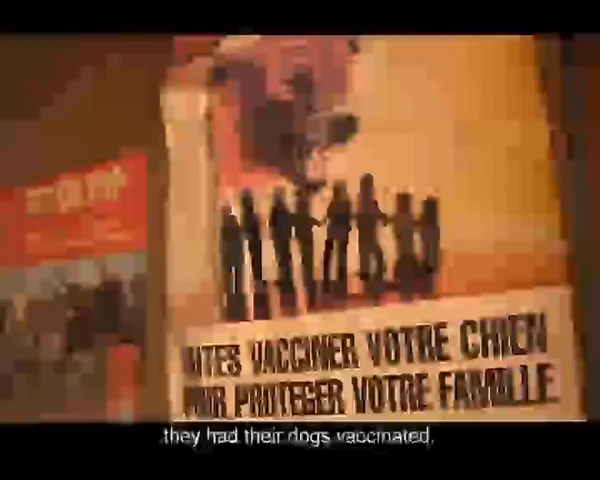 VACCINER VOTRE CHIEN
PROTEGER VOTRE FAMILLE
they had their dogs vaccinated,